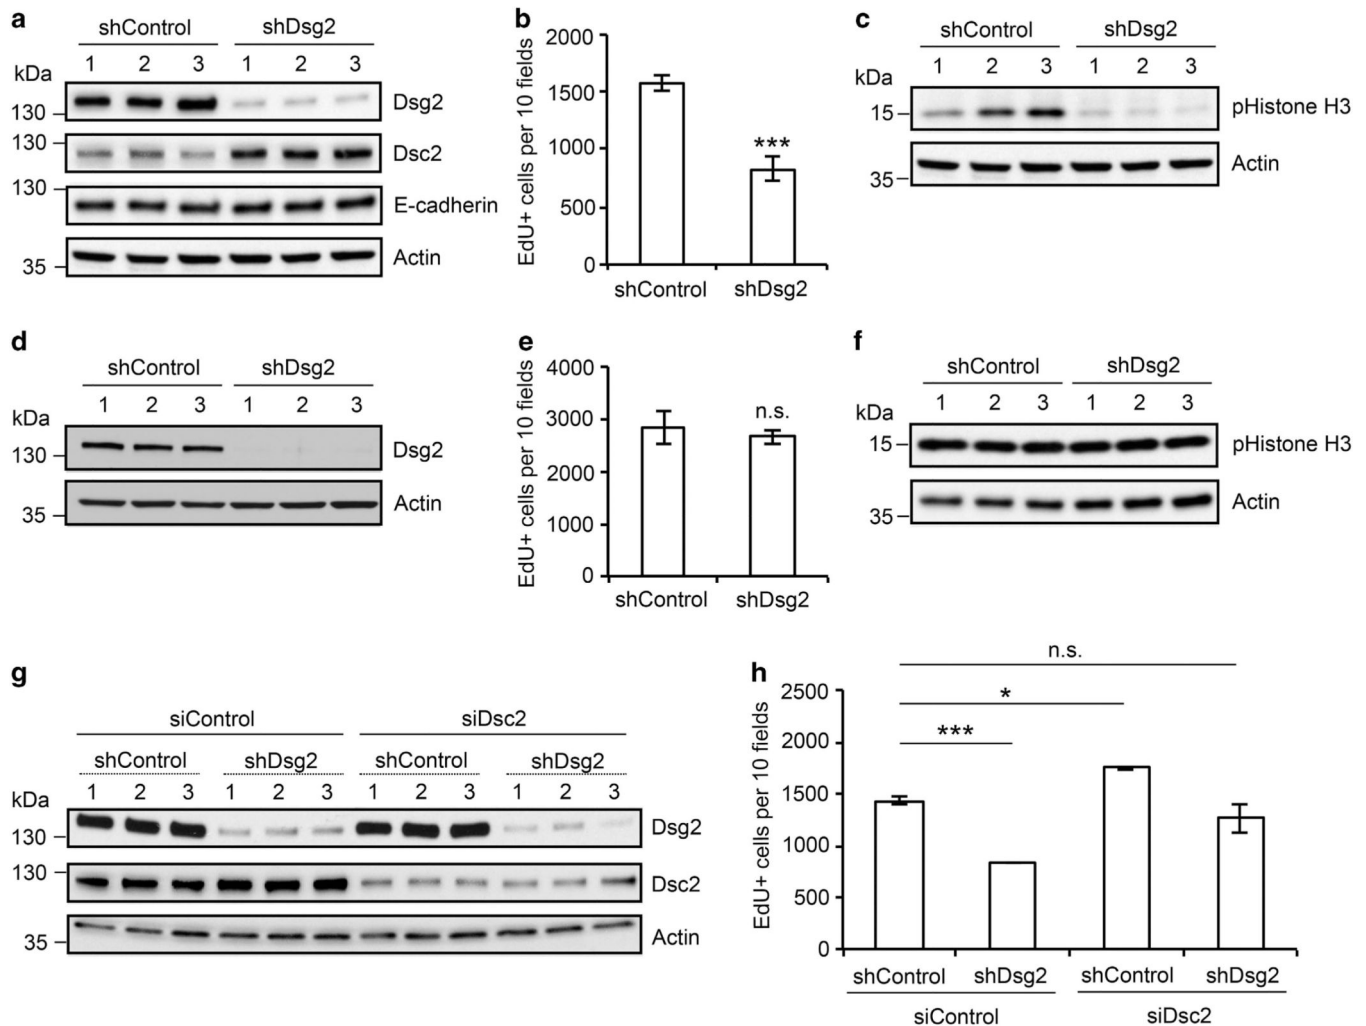 a
shControl shDsg2
1 2 3 1 2 3
kDa
130 Dsg2
130 Dsc2
130 E-cadherin
35 Actin
b
EdU+ cells per 10 fields
2000
1500
1000
500
0
***
shControl shDsg2
c
shControl shDsg2
1 2 3 1 2 3
kDa
15 pHistone H3
35 Actin
d
shControl shDsg2
1 2 3 1 2 3
kDa
130 Dsg2
35 Actin
e
EdU+ cells per 10 fields
4000
3000
2000
1000
0
n.s.
shControl shDsg2
f
shControl shDsg2
1 2 3 1 2 3
kDa
15 pHistone H3
35 Actin
g
siControl siDsc2
shControl shDsg2 shControl shDsg2
1 2 3 1 2 3 1 2 3 1 2 3
kDa
130 Dsg2
130 Dsc2
35 Actin
h
EdU+ cells per 10 fields
2500
2000
1500
1000
500
0
n.s.
*
***
shControl shDsg2 shControl shDsg2
siControl siDsc2